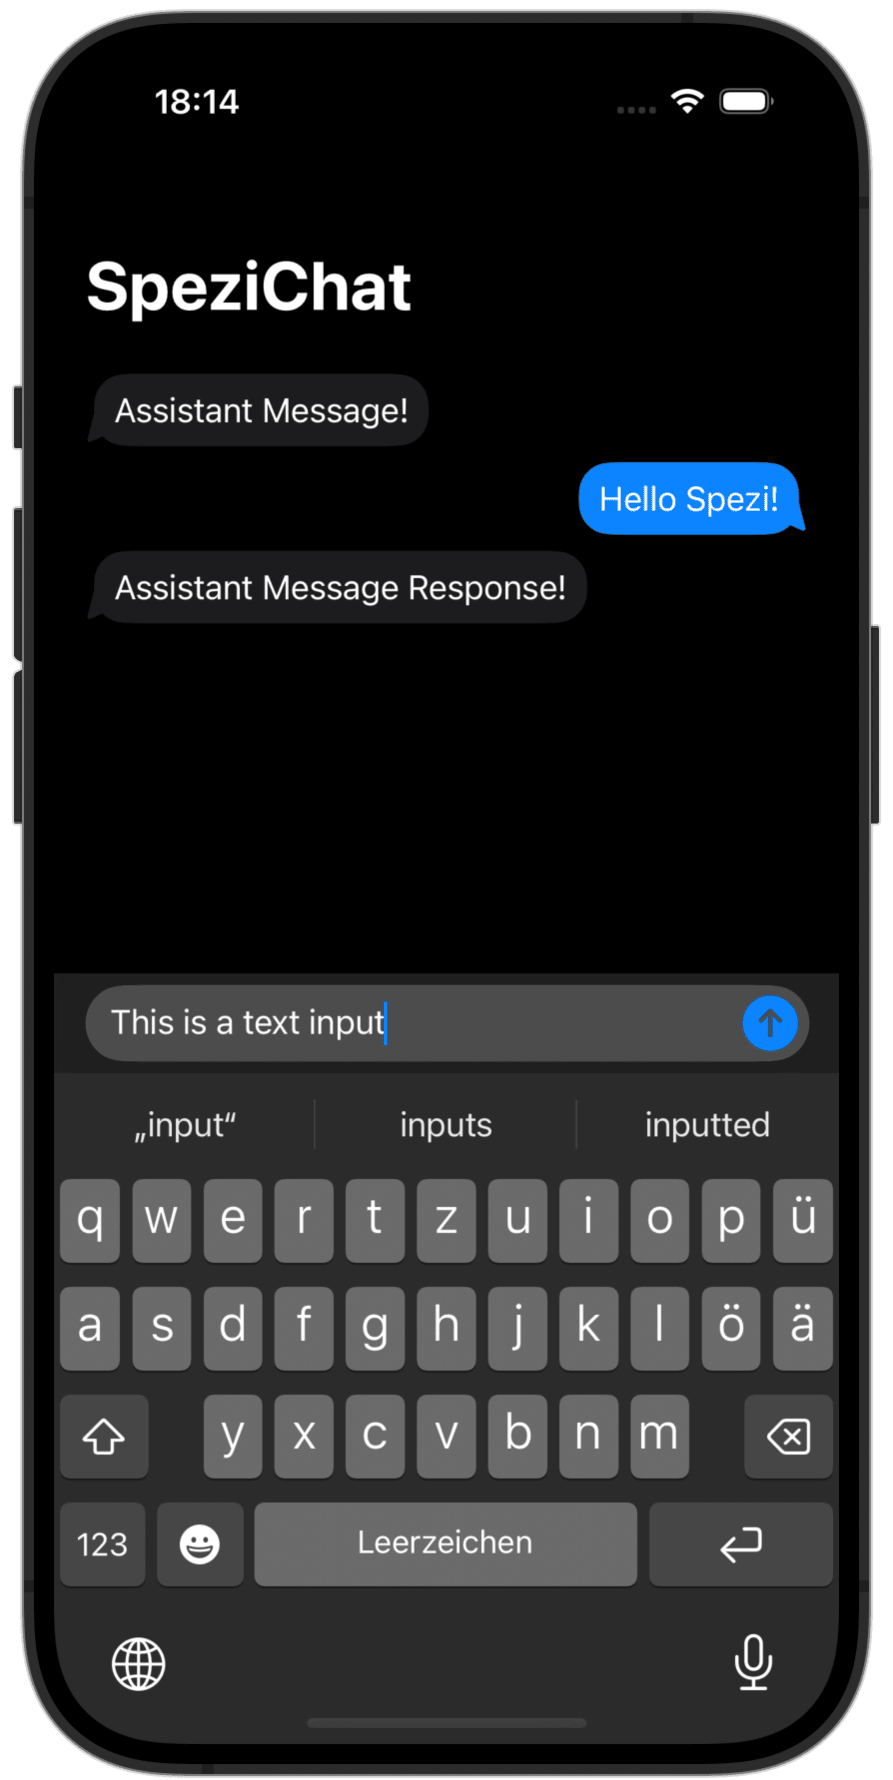 18:14
SpeziChat
Assistant Message!
Hello Spezi!
Assistant Message Response!
This is a text input
„input“ inputs inputted
q w e r t z u i o p ü
a s d f g h j k l ö ä
y x c v b n m
123 Leerzeichen